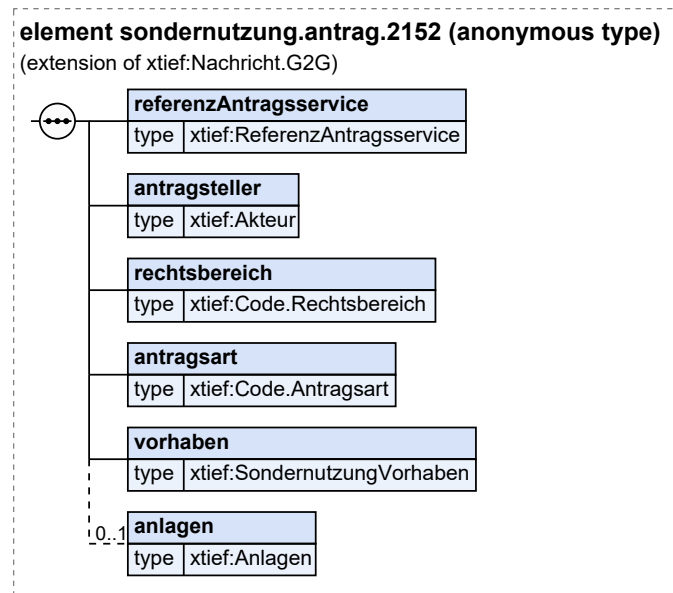 element sondernutzung.antrag.2152 (anonymous type)
(extension of xtief:Nachricht.G2G)
referenzAntragsservice
type xtief:ReferenzAntragsservice
antragsteller
type xtief:Akteur
rechtsbereich
type xtief:Code.Rechtsbereich
antragsart
type xtief:Code.Antragsart
vorhaben
type xtief:SondernutzungVorhaben
0..1 anlagen
type xtief:Anlagen